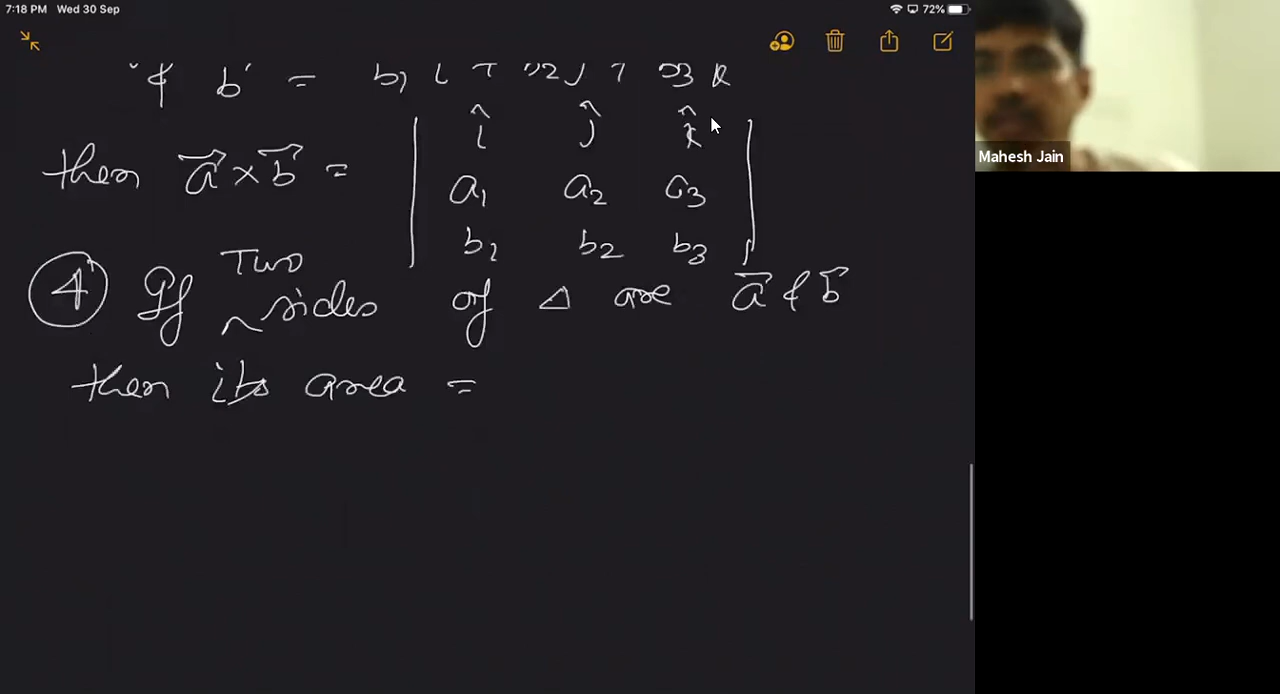 7:18 PM Wed 30 Sep 72%
& b =
î ĵ k̂
then a⃗ × b⃗ =
a1 a2 a3
b1 b2 b3
Mahesh Jain
4 If Two sides of Δ are a⃗ & b⃗
then its area =